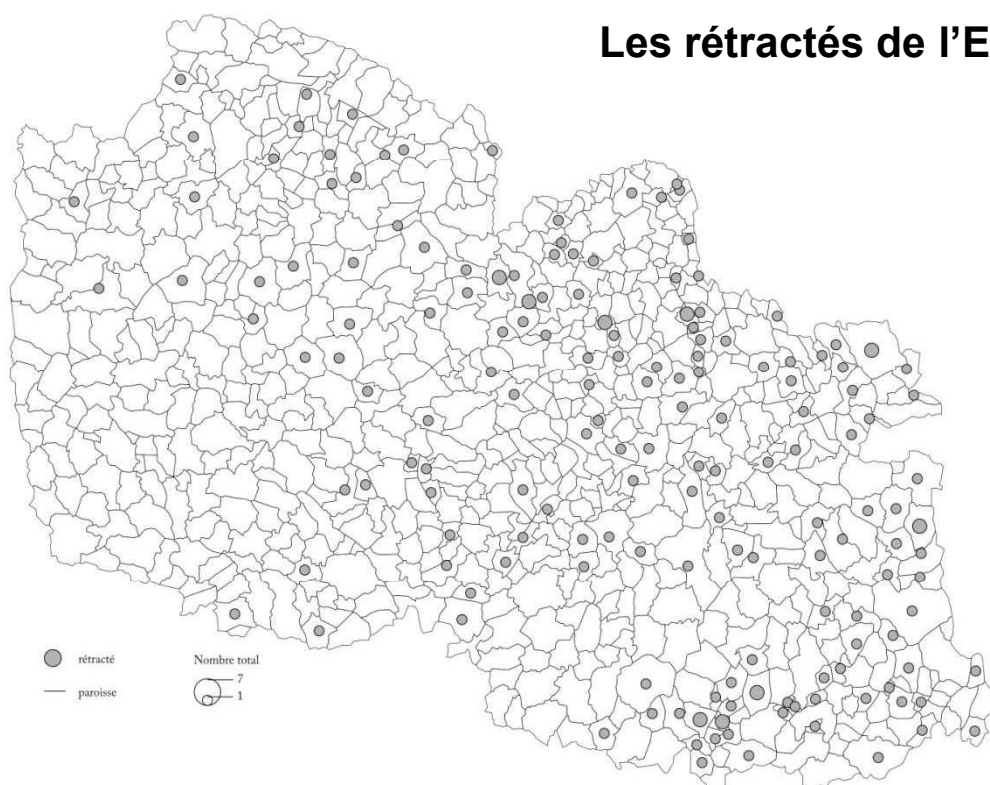 Les rétractés de l’E
rétracté
paroisse
Nombre total
7
1